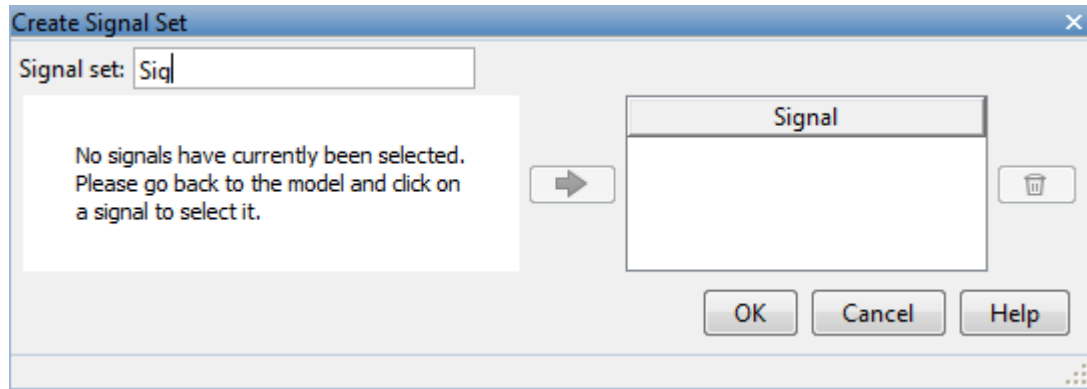 Create Signal Set
Signal set: Sig
No signals have currently been selected.
Please go back to the model and click on
a signal to select it.
Signal
OK Cancel Help